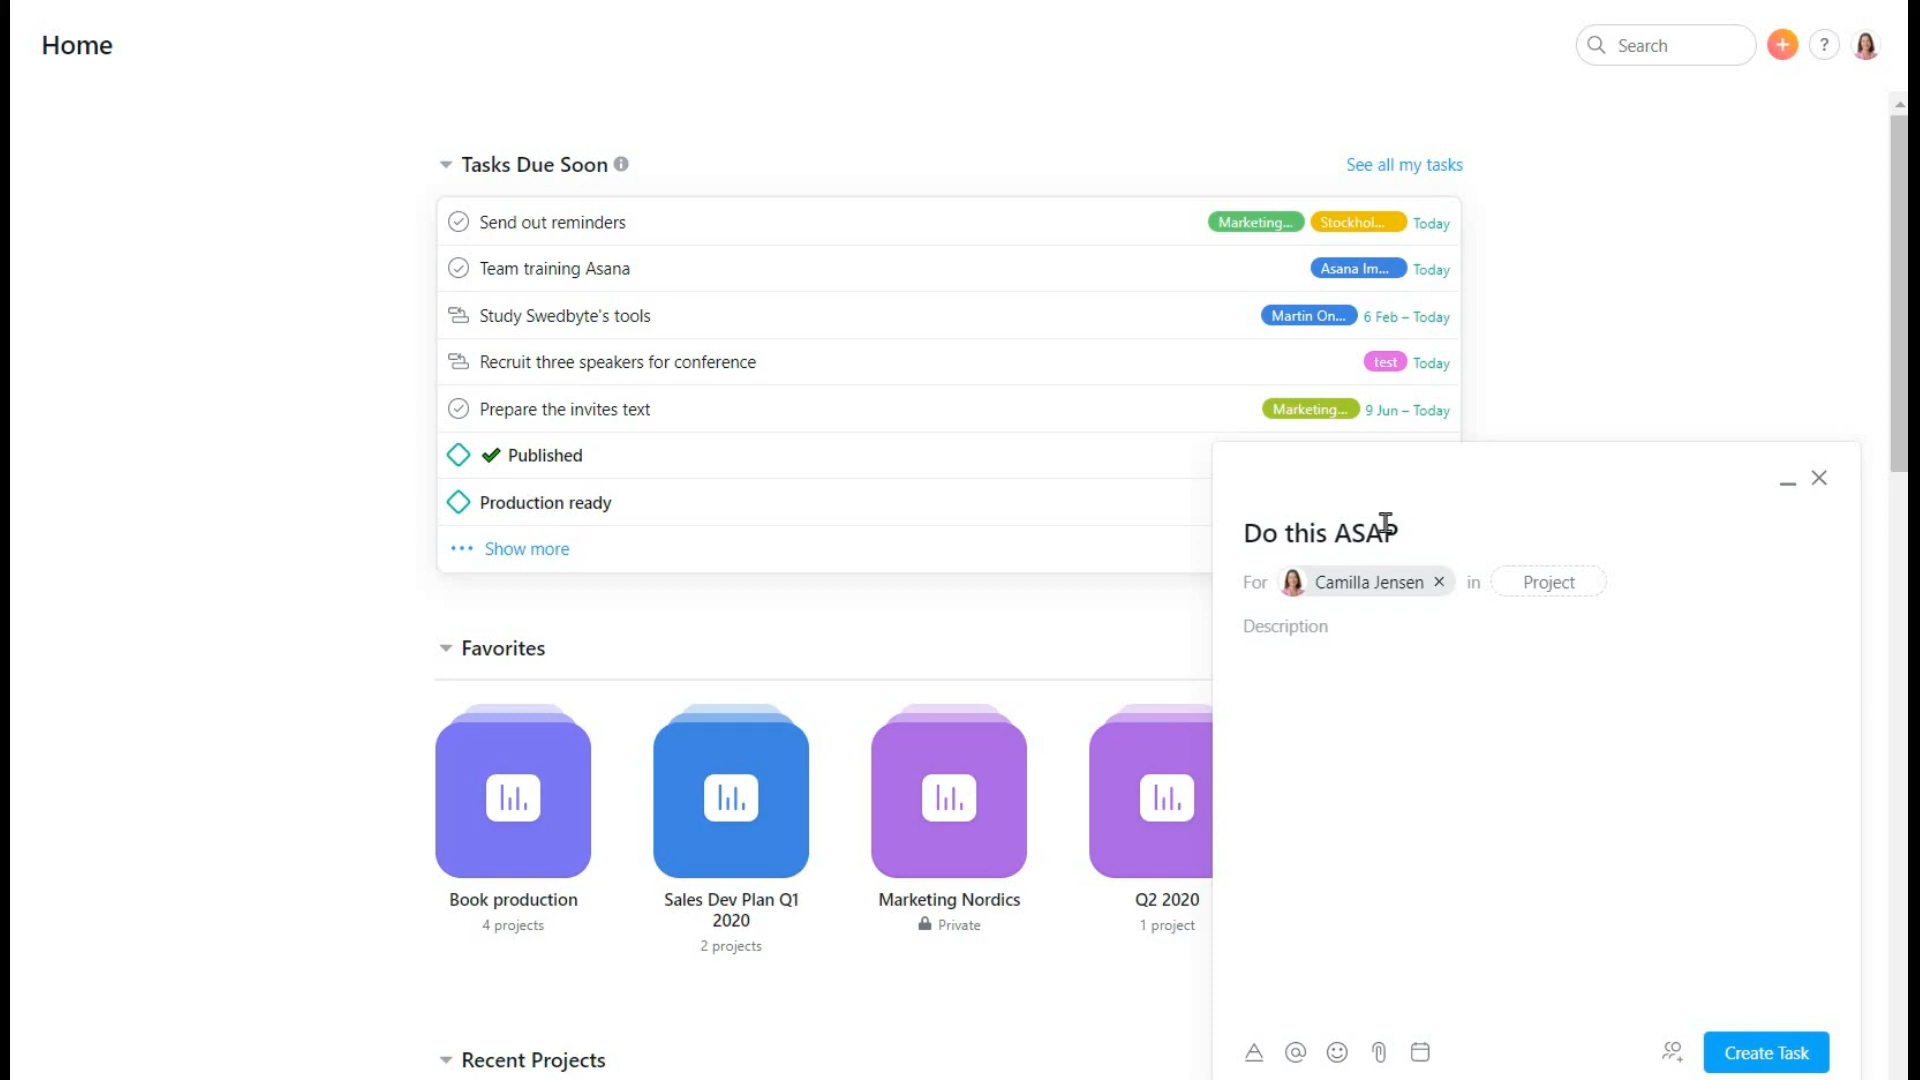 Home
Search
?
Tasks Due Soon
See all my tasks
Send out reminders Marketing... Stockhol... Today
Team training Asana Asana Im... Today
Study Swedbyte's tools Martin On... 6 Feb – Today
Recruit three speakers for conference test Today
Prepare the invites text Marketing... 9 Jun – Today
Published
Production ready
Show more
Do this ASAP
For Camilla Jensen in Project
Description
Favorites
Book production
4 projects
Sales Dev Plan Q1
2020
2 projects
Marketing Nordics
Private
Q2 2020
1 project
Create Task
Recent Projects